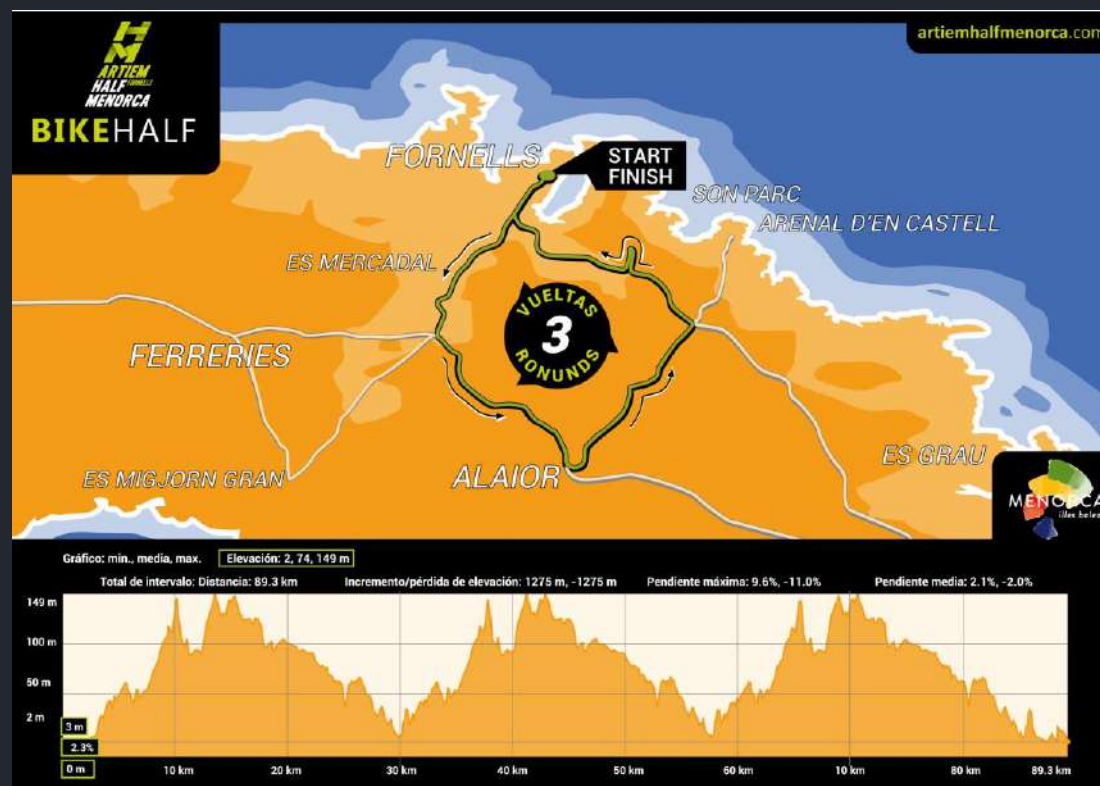 HM
ARTIEM
HALF FORNELLS
MENORCA
BIKEHALF
artiemhalfmenorca.com
FORNELLS
START
FINISH
SON PARC
ARENAL D'EN CASTELL
ES MERCADAL
VUELTAS
3
RONUNDS
FERRERIES
ES MIGJORN GRAN
ALAIOR
ES GRAU
MENORCA
illes balea
Gráfico: min., media, max. Elevación: 2, 74, 149 m
Total de intervalo: Distancia: 89.3 km Incremento/pérdida de elevación: 1275 m, -1275 m Pendiente máxima: 9.6%, -11.0% Pendiente media: 2.1%, -2.0%
149 m
100 m
50 m
2 m
3 m
2.3%
0 m 10 km 20 km 30 km 40 km 50 km 60 km 10 km 80 km 89.3 km